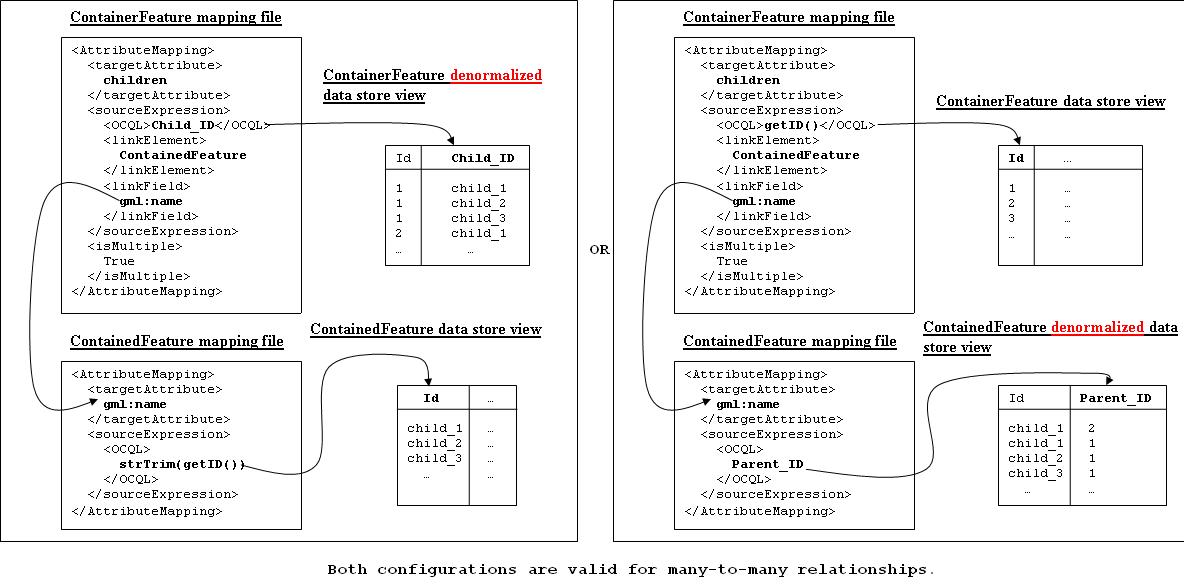 ContainerFeature mapping file
<AttributeMapping>
<targetAttribute>
children
</targetAttribute>
<sourceExpression>
<OCQL>Child_ID</OCQL>
<linkElement>
ContainedFeature
</linkElement>
<linkField>
gml:name
</linkField>
</sourceExpression>
<isMultiple>
True
</isMultiple>
</AttributeMapping>
ContainerFeature denormalized
data store view
Id Child_ID
1 child_1
1 child_2
1 child_3
2 child_1
… …
ContainedFeature mapping file
<AttributeMapping>
<targetAttribute>
gml:name
</targetAttribute>
<sourceExpression>
<OCQL>
strTrim(getID())
</OCQL>
</sourceExpression>
</AttributeMapping>
ContainedFeature data store view
Id …
child_1 …
child_2 …
child_3 …
… …
OR
ContainerFeature mapping file
<AttributeMapping>
<targetAttribute>
children
</targetAttribute>
<sourceExpression>
<OCQL>getID()</OCQL>
<linkElement>
ContainedFeature
</linkElement>
<linkField>
gml:name
</linkField>
</sourceExpression>
<isMultiple>
True
</isMultiple>
</AttributeMapping>
ContainerFeature data store view
Id …
1 …
2 …
3 …
… …
ContainedFeature mapping file
<AttributeMapping>
<targetAttribute>
gml:name
</targetAttribute>
<sourceExpression>
<OCQL>
Parent_ID
</OCQL>
</sourceExpression>
</AttributeMapping>
ContainedFeature denormalized data
store view
Id Parent_ID
child_1 2
child_1 1
child_2 1
child_3 1
… …
Both configurations are valid for many-to-many relationships.